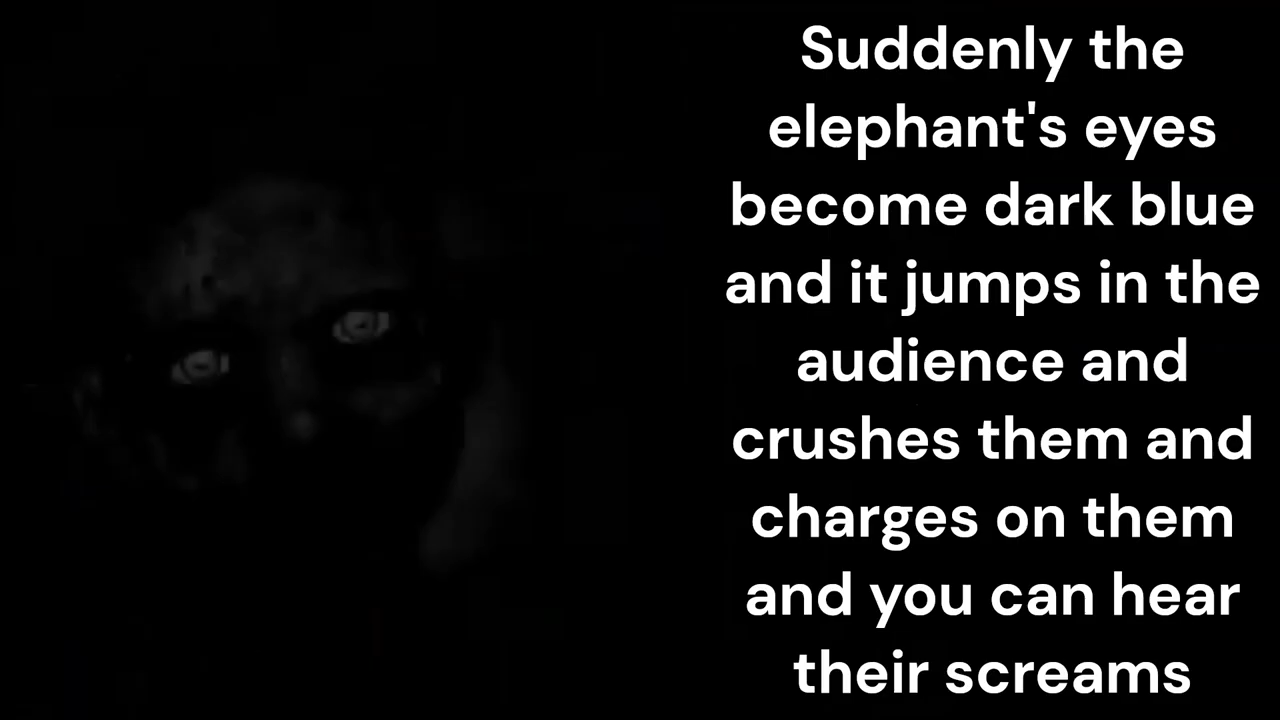 Suddenly the
elephant's eyes
become dark blue
and it jumps in the
audience and
crushes them and
charges on them
and you can hear
their screams